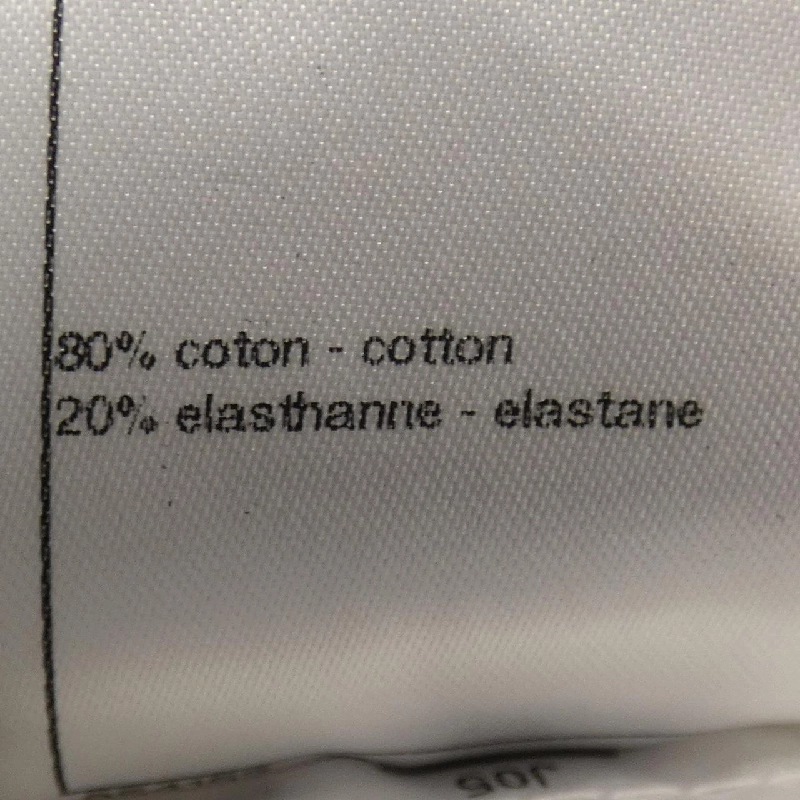 80% coton - cotton
20% elasthanne - elastane